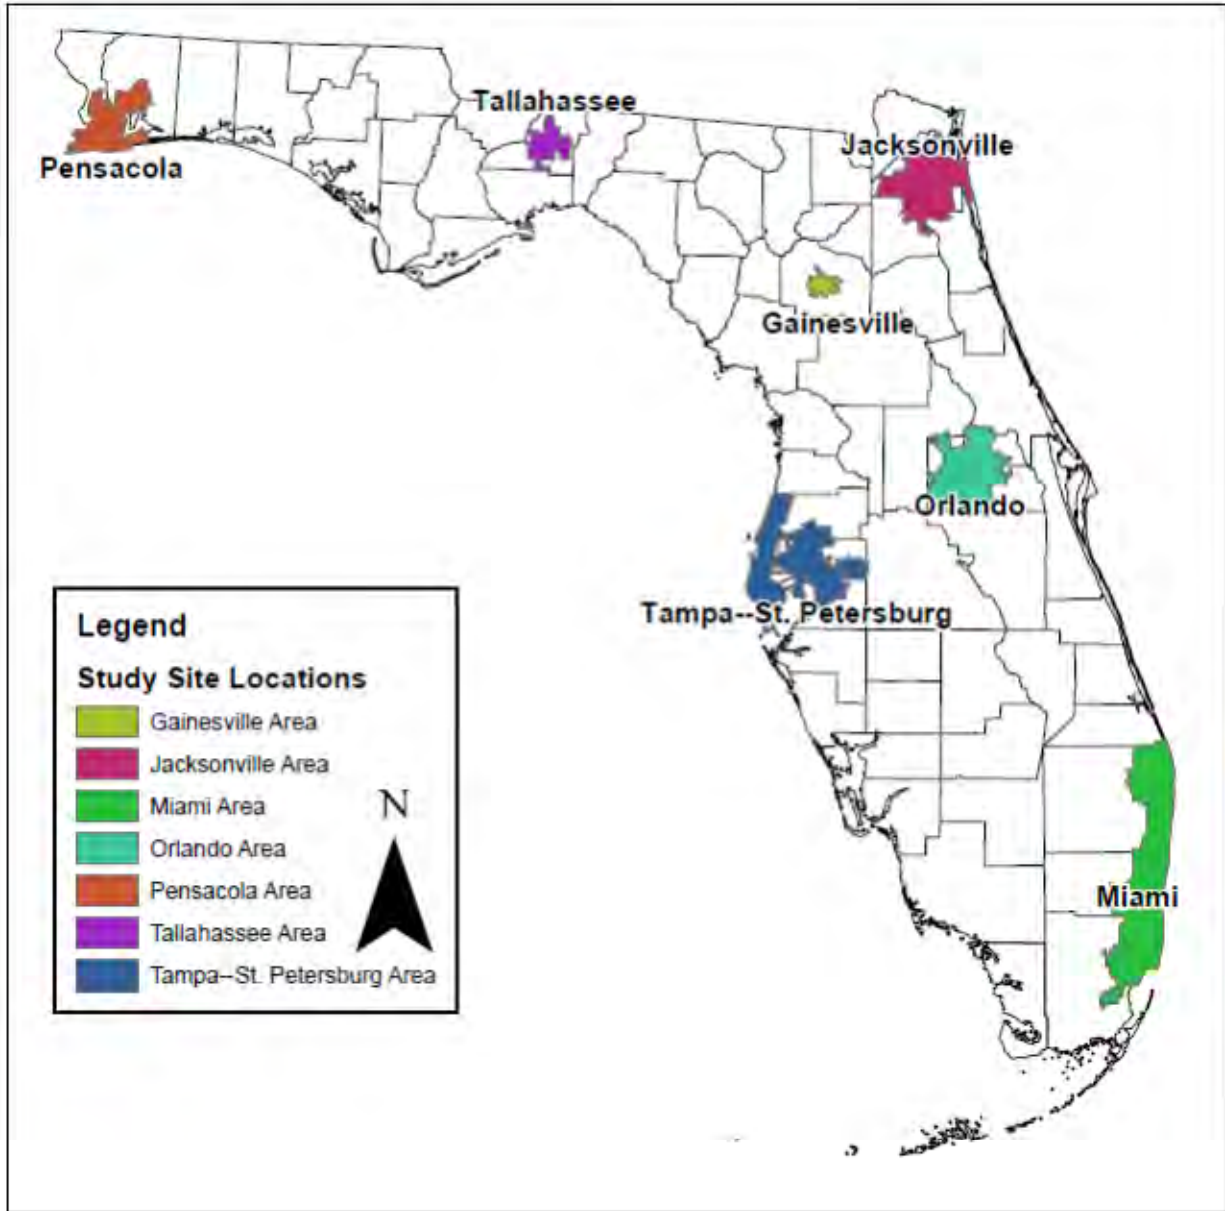 Tallahassee
Jacksonville
Pensacola
Gainesville
Orlando
Tampa--St. Petersburg
Miami
Legend
Study Site Locations
Gainesville Area
Jacksonville Area
Miami Area
Orlando Area
Pensacola Area
Tallahassee Area
Tampa--St. Petersburg Area
N